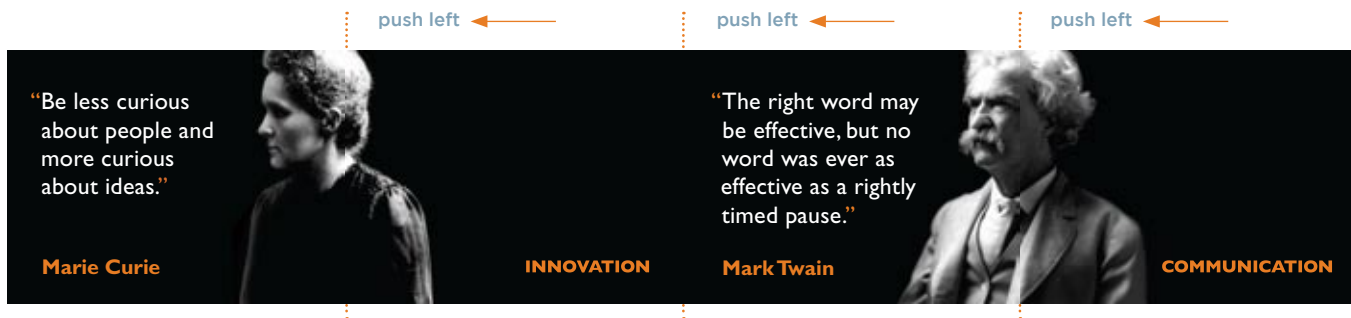 push left
push left
push left
“Be less curious
about people and
more curious
about ideas.”
Marie Curie
INNOVATION
“The right word may
be effective, but no
word was ever as
effective as a rightly
timed pause.”
Mark Twain
COMMUNICATION